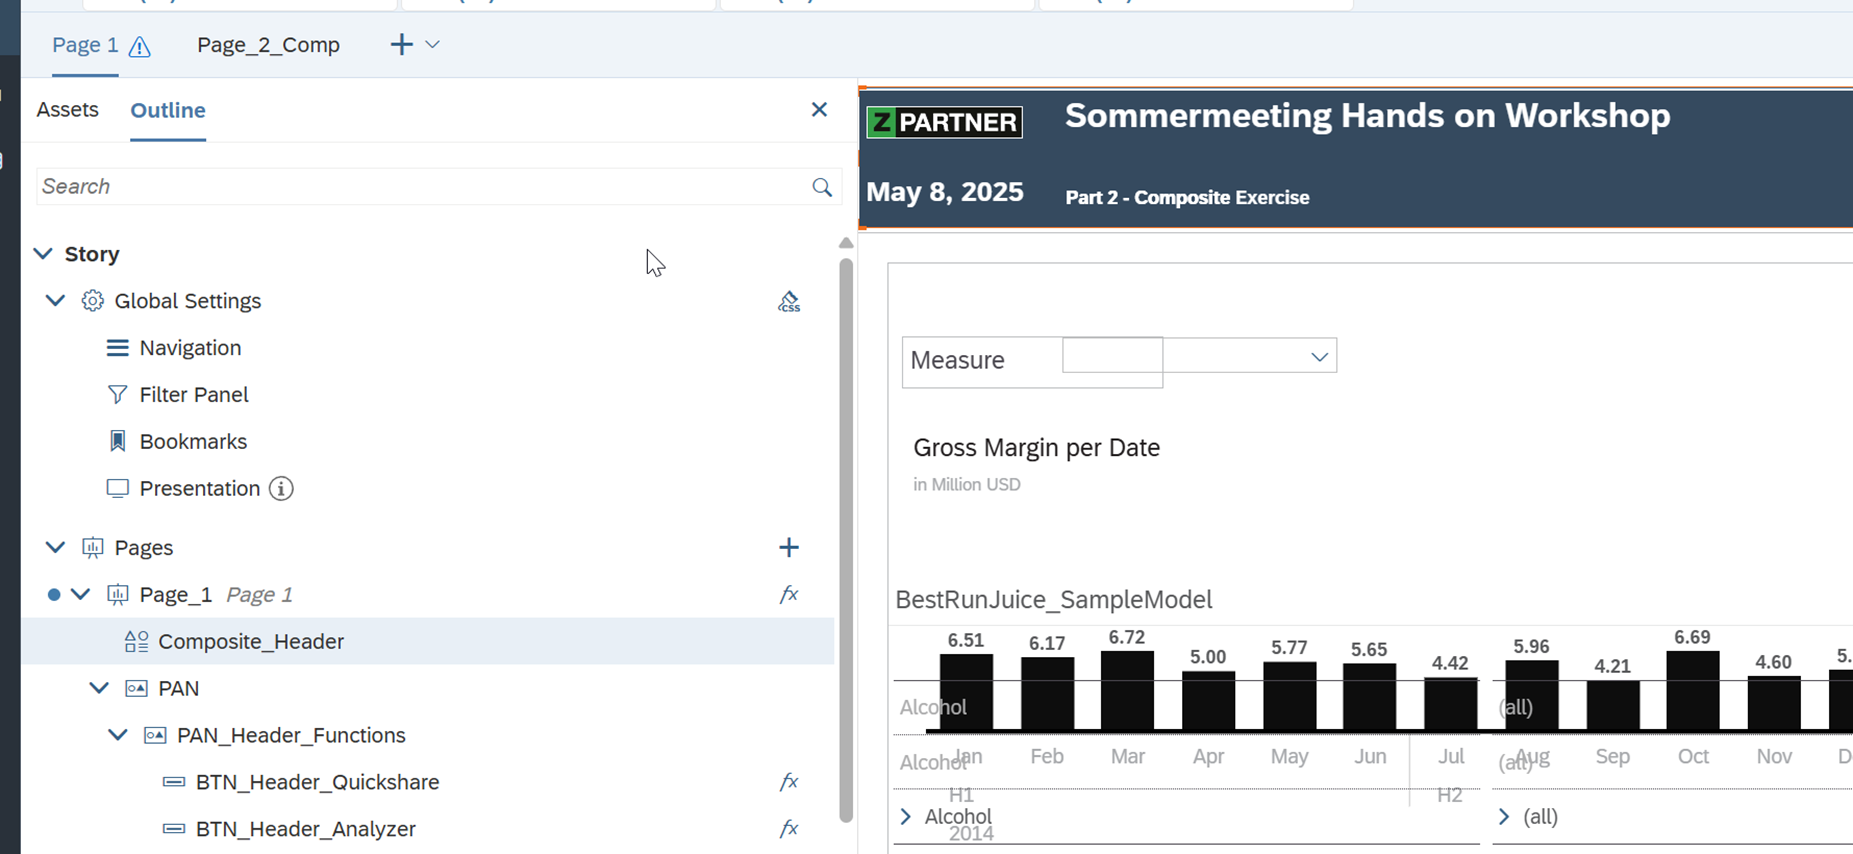 Page 1
Page_2_Comp
Assets
Outline
Search
Story
Global Settings
CSS
Navigation
Filter Panel
Bookmarks
Presentation
Pages
Page_1 Page 1
fx
Composite_Header
PAN
PAN_Header_Functions
BTN_Header_Quickshare
fx
BTN_Header_Analyzer
fx
Z PARTNER
Sommermeeting Hands on Workshop
May 8, 2025
Part 2 - Composite Exercise
Measure
Gross Margin per Date
in Million USD
BestRunJuice_SampleModel
6.51 6.17 6.72 5.00 5.77 5.65 4.42 5.96 4.21 6.69 4.60 5.
Alcohol (all)
Jan Feb Mar Apr May Jun Jul Aug Sep Oct Nov D
Alcohol (all)
H1 H2
Alcohol (all)
2014